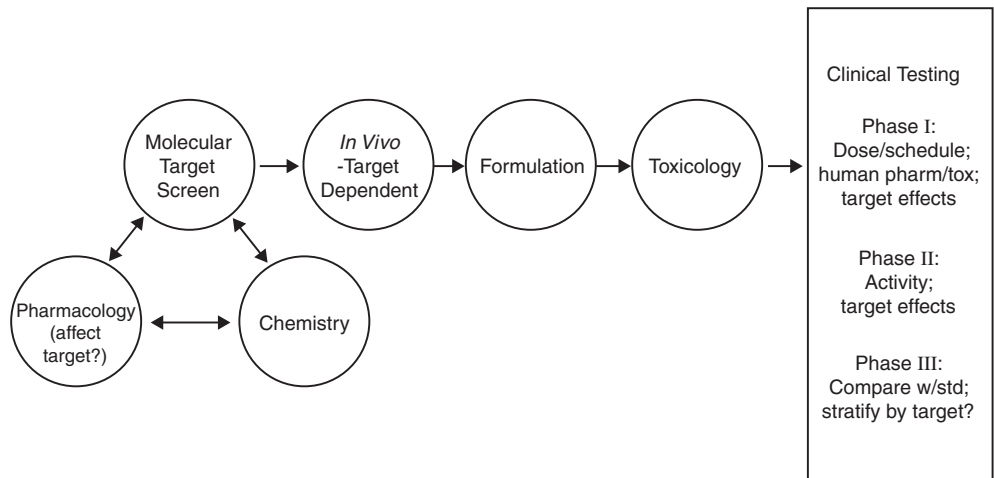 Molecular
Target
Screen
In Vivo
-Target
Dependent
Formulation
Toxicology
Pharmacology
(affect
target?)
Chemistry
Clinical Testing
Phase I:
Dose/schedule;
human pharm/tox;
target effects
Phase II:
Activity;
target effects
Phase III:
Compare w/std;
stratify by target?